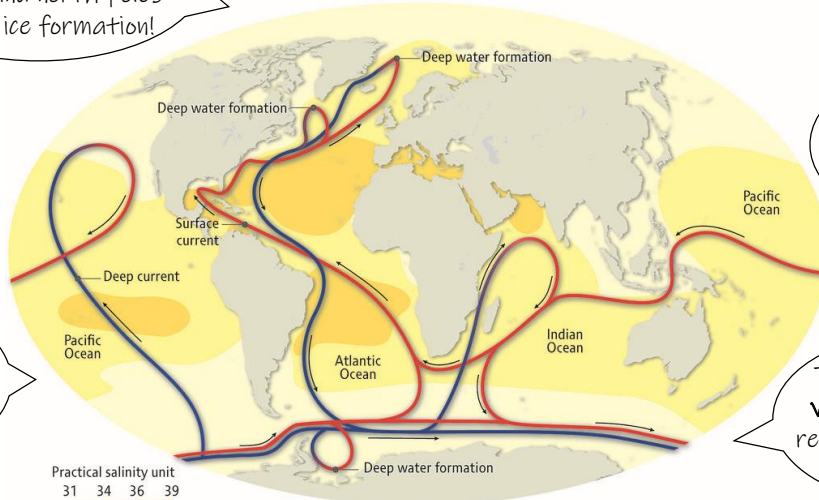 ice formation!
Deep water formation
Deep water formation
Pacific
Ocean
Surface
current
Deep current
Pacific
Ocean
Atlantic
Ocean
Indian
Ocean
Deep water formation
Practical salinity unit
31 34 36 39